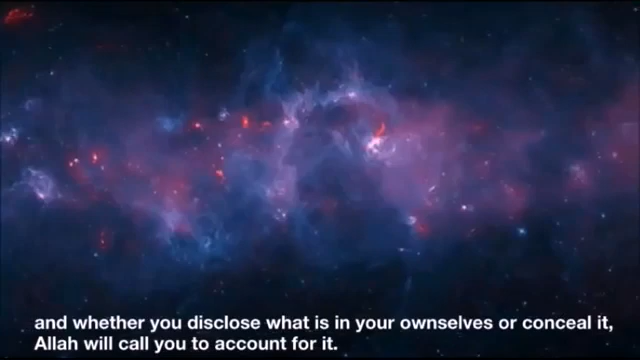 and whether you disclose what is in your ownselves or conceal it,
Allah will call you to account for it.